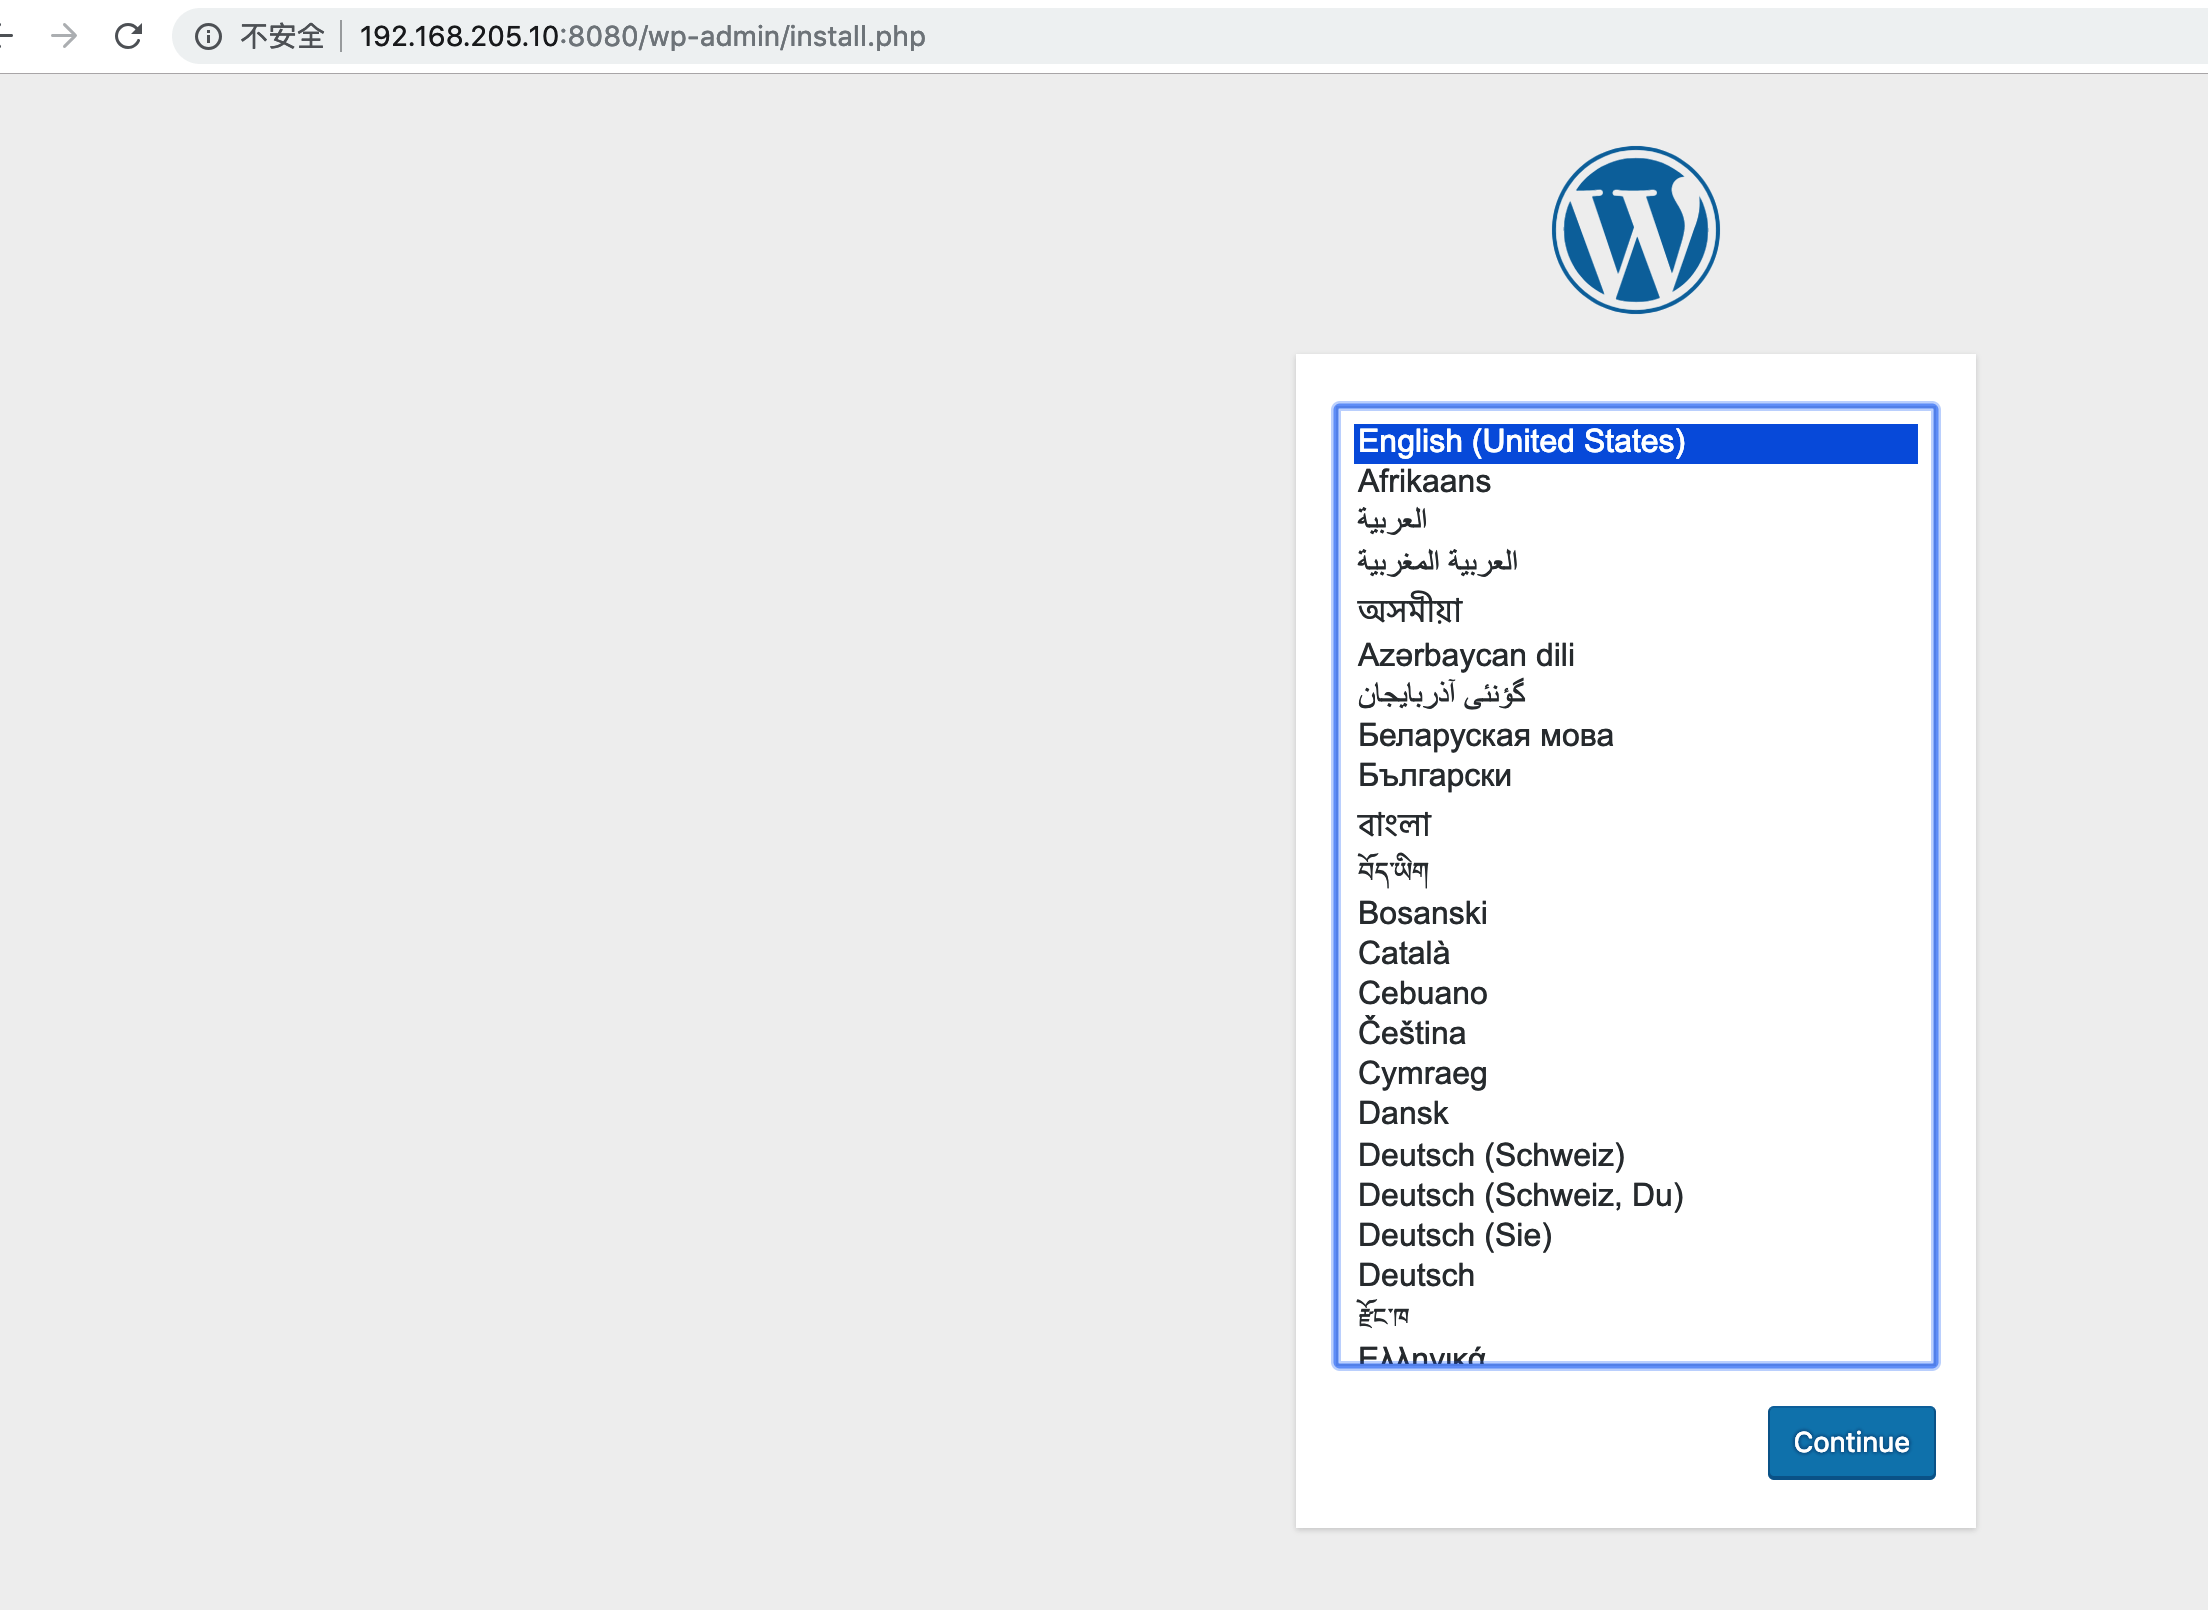 不安全 192.168.205.10:8080/wp-admin/install.php
English (United States)
Afrikaans
العربية
العربية المغربية
অসমীয়া
Azərbaycan dili
گؤنئی آذربایجان
Беларуская мова
Български
বাংলা
བོད་ཡིག
Bosanski
Català
Cebuano
Čeština
Cymraeg
Dansk
Deutsch (Schweiz)
Deutsch (Schweiz, Du)
Deutsch (Sie)
Deutsch
རྫོང་ཁ
Ελληνικά
Continue